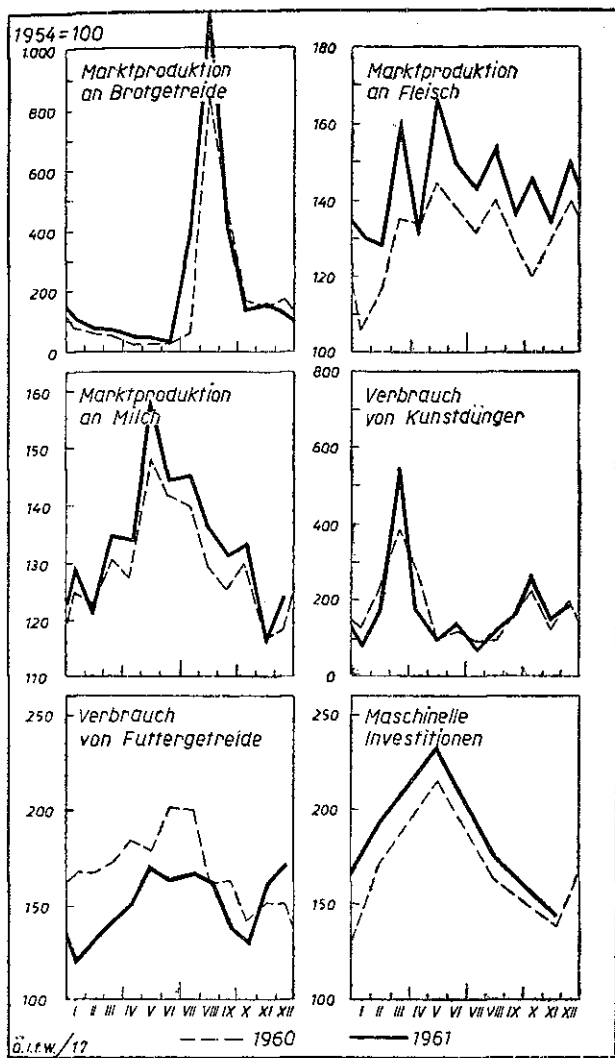 1954=100
Marktproduktion
an Brotgetreide
1.000
800
600
400
200
0
Marktproduktion
an Fleisch
180
160
140
120
100
Marktproduktion
an Milch
160
150
140
130
120
110
Verbrauch
von Kunstdünger
800
600
400
200
0
Verbrauch
von Futtergetreide
250
200
150
100
Maschinelle
Investitionen
250
200
150
100
I II III IV V VI VII VIII IX X XI XII
I II III IV V VI VII VIII IX X XI XII
Ö.I.f.W./17
1960
1961